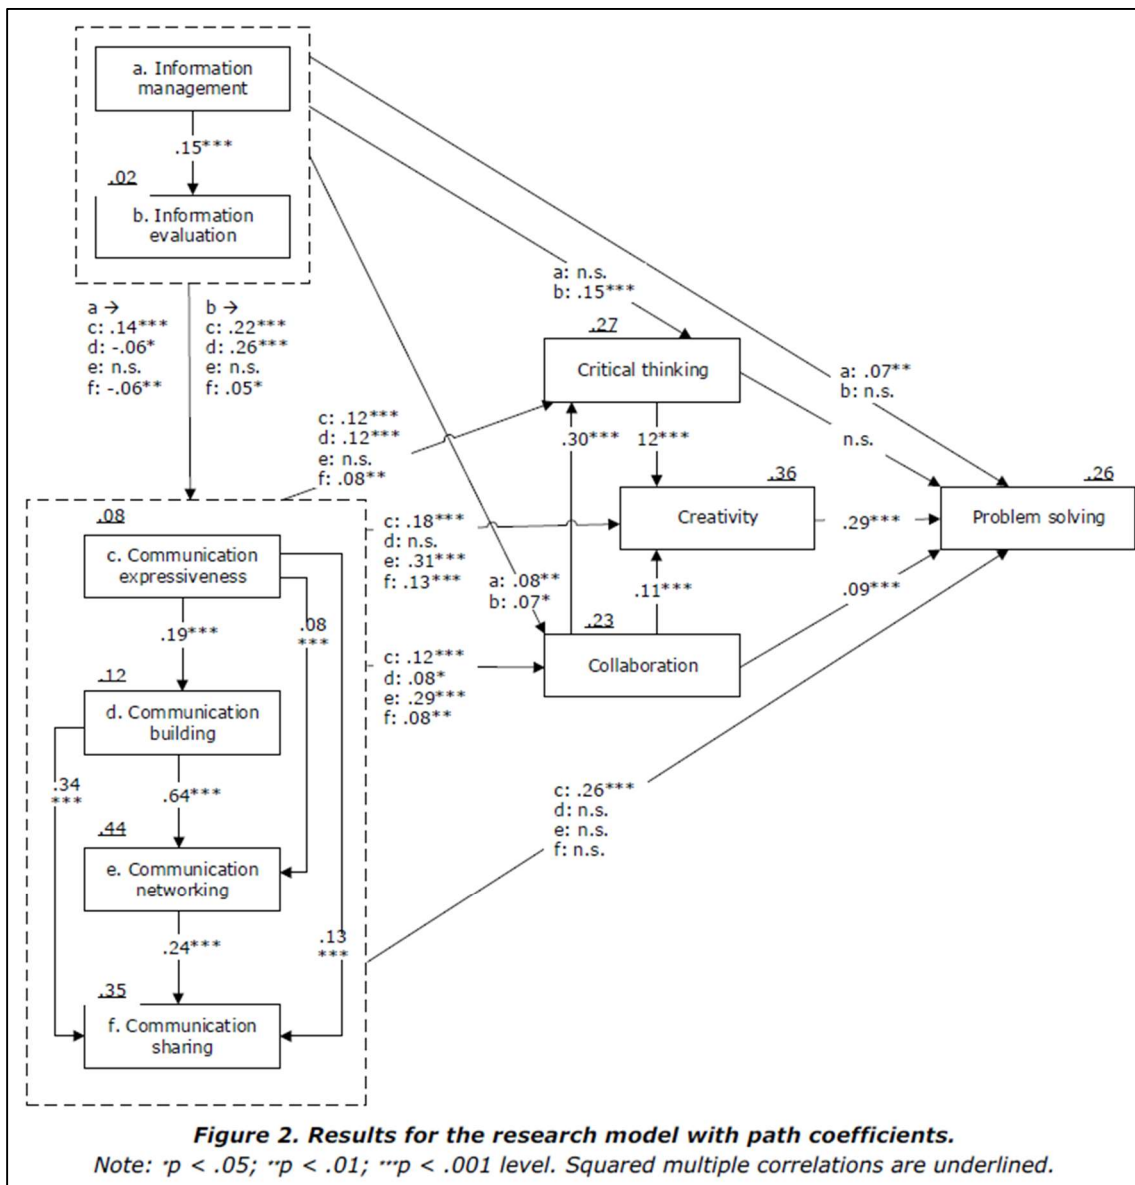 a. Information
management
.15***
.02
b. Information
evaluation
a →
c: .14***
d: -.06*
e: n.s.
f: -.06**
b →
c: .22***
d: .26***
e: n.s.
f: .05*
a: n.s.
b: .15***
.27
Critical thinking
a: .07**
b: n.s.
c: .12***
d: .12***
e: n.s.
f: .08**
.30***
12***
n.s.
.36
Creativity
.29***
.26
Problem solving
c: .18***
d: n.s.
e: .31***
f: .13***
a: .08**
b: .07*
.11***
.09***
.23
Collaboration
c: .12***
d: .08*
e: .29***
f: .08**
.08
c. Communication
expressiveness
.19***
.08
***
.12
d. Communication
building
.34
***
.64***
.44
e. Communication
networking
.24***
.13
***
.35
f. Communication
sharing
c: .26***
d: n.s.
e: n.s.
f: n.s.
Figure 2. Results for the research model with path coefficients.
Note: *p < .05; **p < .01; ***p < .001 level. Squared multiple correlations are underlined.